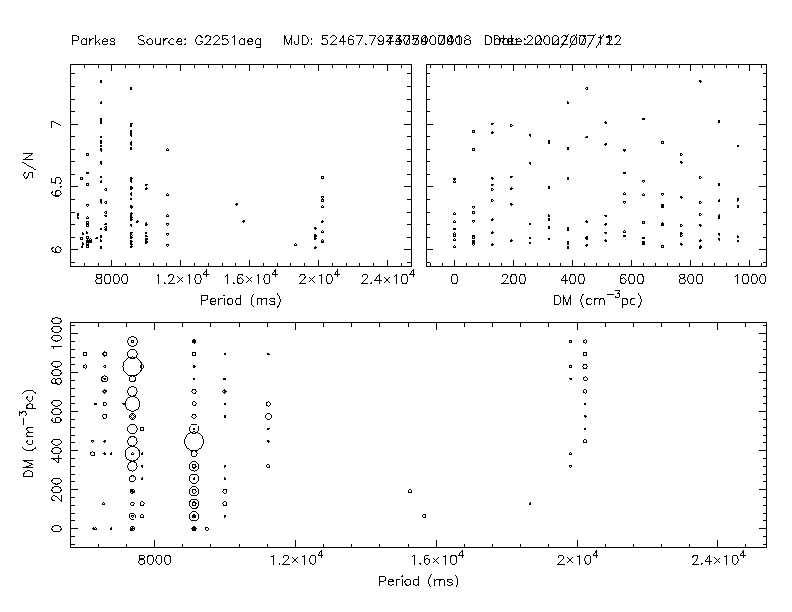 Parkes Source: G2251aeg MJD: 52467.79
S/N
7
6.5
6
8000 1.2×10⁴ 1.6×10⁴ 2×10⁴ 2.4×10⁴
Period (ms)
0 200 400 600 800 1000
DM (cm⁻³pc)
DM (cm⁻³pc)
0 200 400 600 800 1000
8000 1.2×10⁴ 1.6×10⁴ 2×10⁴ 2.4×10⁴
Period (ms)